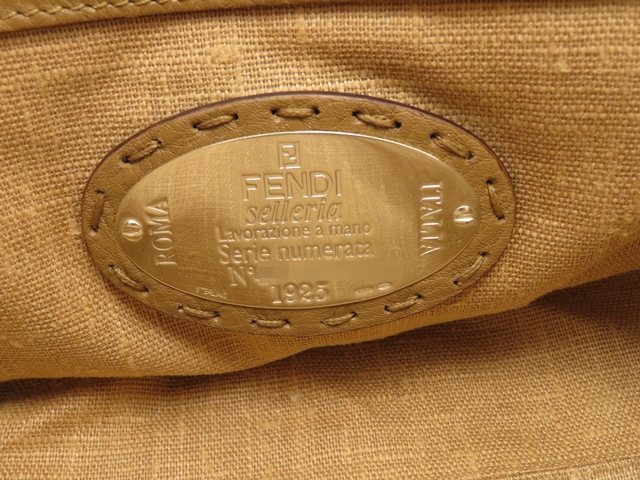 FENDI
selleria
Lavorazione a mano
Serie numerata
N°
1925
ROMA
ITALIA